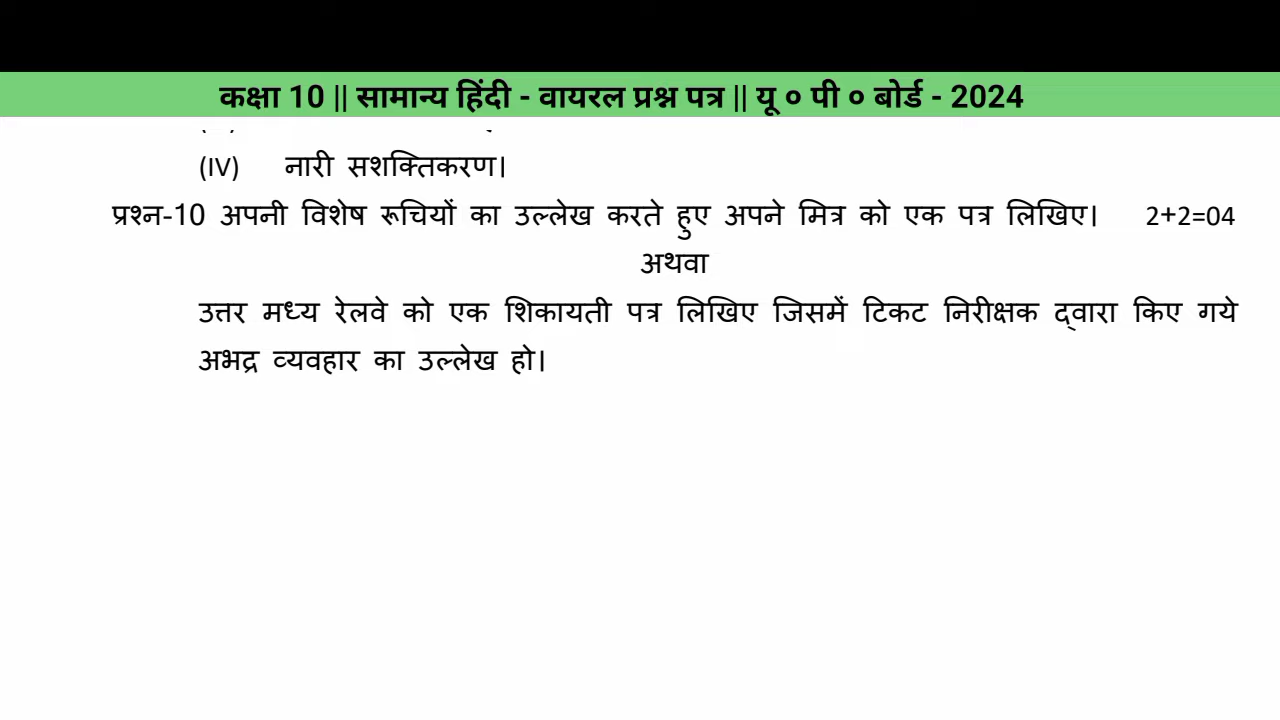 कक्षा 10 || सामान्य हिंदी - वायरल प्रश्न पत्र || यू ० पी ० बोर्ड - 2024
(IV) नारी सशक्तिकरण।
प्रश्न-10 अपनी विशेष रूचियों का उल्लेख करते हुए अपने मित्र को एक पत्र लिखिए। 2+2=04
अथवा
उत्तर मध्य रेलवे को एक शिकायती पत्र लिखिए जिसमें टिकट निरीक्षक द्वारा किए गये
अभद्र व्यवहार का उल्लेख हो।